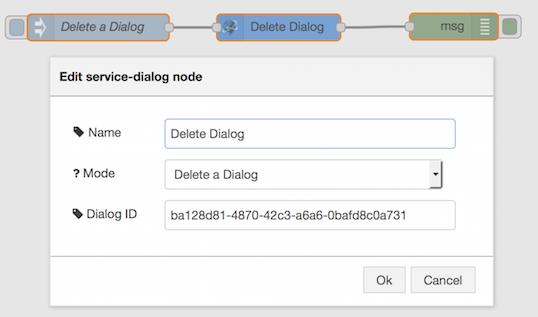 Delete a Dialog
Delete Dialog
msg
Edit service-dialog node
Name
Delete Dialog
? Mode
Delete a Dialog
Dialog ID
ba128d81-4870-42c3-a6a6-0bafd8c0a731
Ok
Cancel